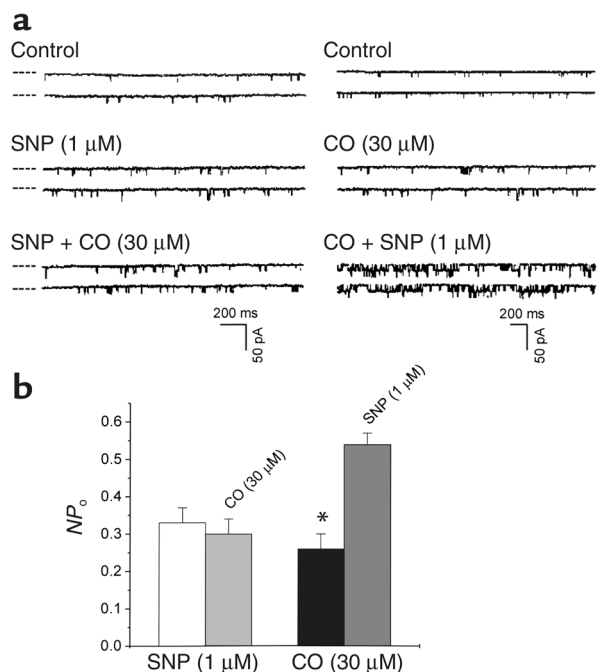 a
Control
Control
SNP (1 μM)
CO (30 μM)
SNP + CO (30 μM)
CO + SNP (1 μM)
200 ms
50 pA
200 ms
50 pA
b
NPo
0.6
0.5
0.4
0.3
0.2
0.1
0.0
CO (30 μM)
*
SNP (1 μM)
SNP (1 μM)
CO (30 μM)